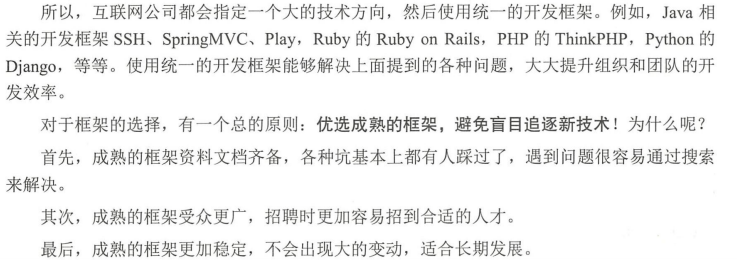 所以，互联网公司都会指定一个大的技术方向，然后使用统一的开发框架。例如，Java 相
关的开发框架 SSH、SpringMVC、Play，Ruby 的 Ruby on Rails，PHP 的 ThinkPHP，Python 的
Django，等等。使用统一的开发框架能够解决上面提到的各种问题，大大提升组织和团队的开
发效率。
对于框架的选择，有一个总的原则：优选成熟的框架，避免盲目追逐新技术！为什么呢？
首先，成熟的框架资料文档齐备，各种坑基本上都有人踩过了，遇到问题很容易通过搜索
来解决。
其次，成熟的框架受众更广，招聘时更加容易招到合适的人才。
最后，成熟的框架更加稳定，不会出现大的变动，适合长期发展。